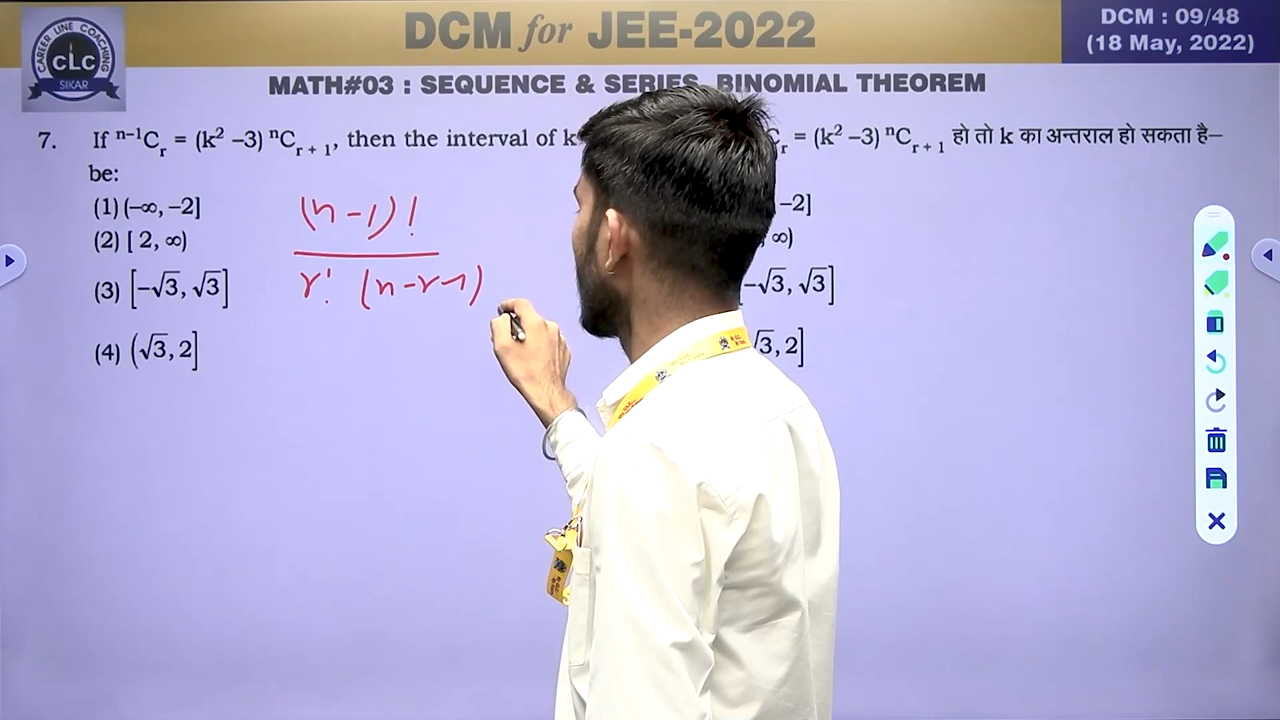 CAREER LINE COACHING
CLC
SIKAR
DCM for JEE-2022
DCM : 09/48
(18 May, 2022)
MATH#03 : SEQUENCE & SERIES, BINOMIAL THEOREM
7. If ⁿ⁻¹Cᵣ = (k² –3) ⁿCᵣ ₊ ₁, then the interval of k
be:
(1) (–∞, –2]
(2) [ 2, ∞)
(3) [–√3, √3]
(4) (√3, 2]
Cᵣ = (k² –3) ⁿCᵣ ₊ ₁ हो तो k का अन्तराल हो सकता है–
–2]
∞)
–√3, √3]
√3, 2]
(n-1)!
r! (n-r-1)